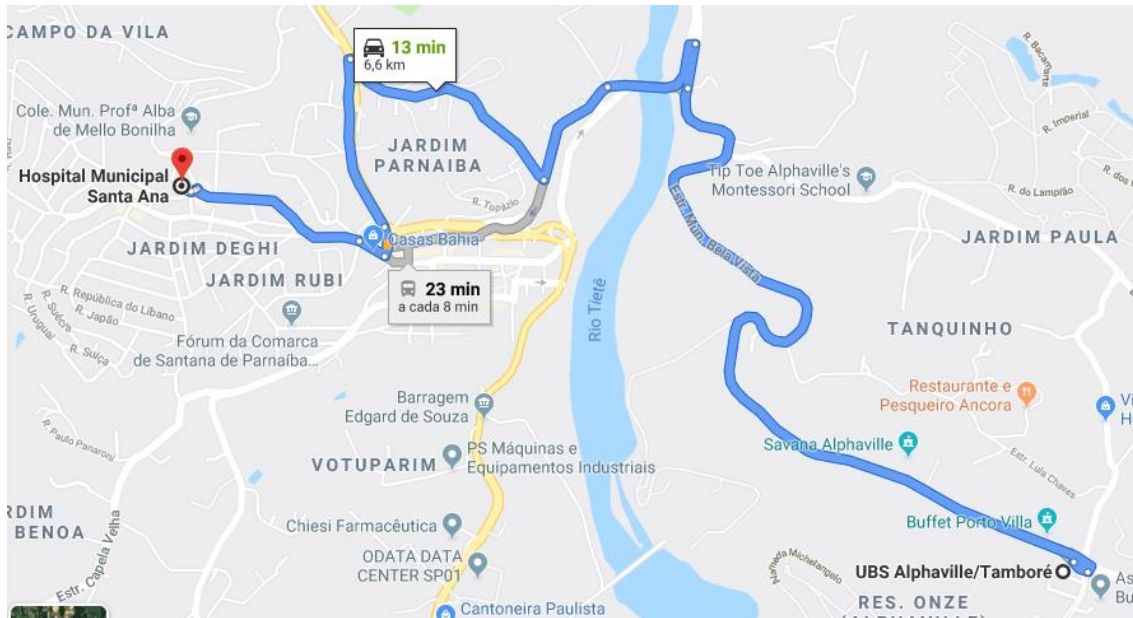 CAMPO DA VILA
13 min
6,6 km
R. Bacamarte
R. Imperial
Cole. Mun. Profª Alba
de Mello Bonilha
JARDIM
PARNAIBA
Hospital Municipal
Santa Ana
Tip Toe Alphaville's
Montessori School
R. do Lampião
R. Topázio
Estr. Mun. Bela Vista
JARDIM PAULA
JARDIM DEGHI
Casas Bahia
JARDIM RUBI
23 min
a cada 8 min
R. República do Líbano
R. Suécia
R. Japão
R. Uruguai
R. Suíça
Rio Tietê
Fórum da Comarca
de Santana de Parnaíba...
TANQUINHO
Restaurante e
Pesqueiro Ancora
Barragem
Edgard de Souza
R. Paulo Panaroni
VOTUPARIM
PS Máquinas e
Equipamentos Industriais
Savana Alphaville
Estr. Lula Chaves
RDIM
BENOA
Chiesi Farmacêutica
Buffet Porto Villa
Estr. Capela Velha
ODATA DATA
CENTER SP01
Alameda Michelangelo
UBS Alphaville/Tamboré
RES. ONZE
(ALPHAVILLE)
Cantoneira Paulista